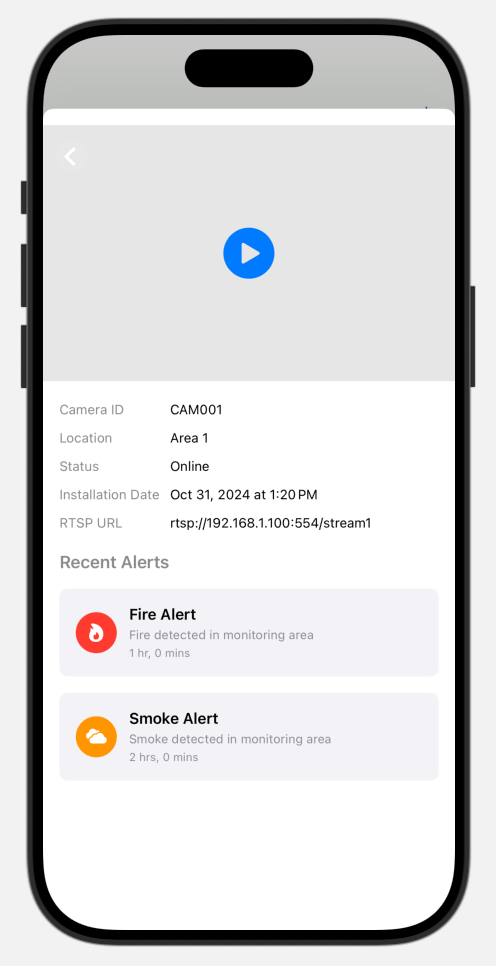 Camera ID CAM001
Location Area 1
Status Online
Installation Date Oct 31, 2024 at 1:20 PM
RTSP URL rtsp://192.168.1.100:554/stream1
Recent Alerts
Fire Alert
Fire detected in monitoring area
1 hr, 0 mins
Smoke Alert
Smoke detected in monitoring area
2 hrs, 0 mins